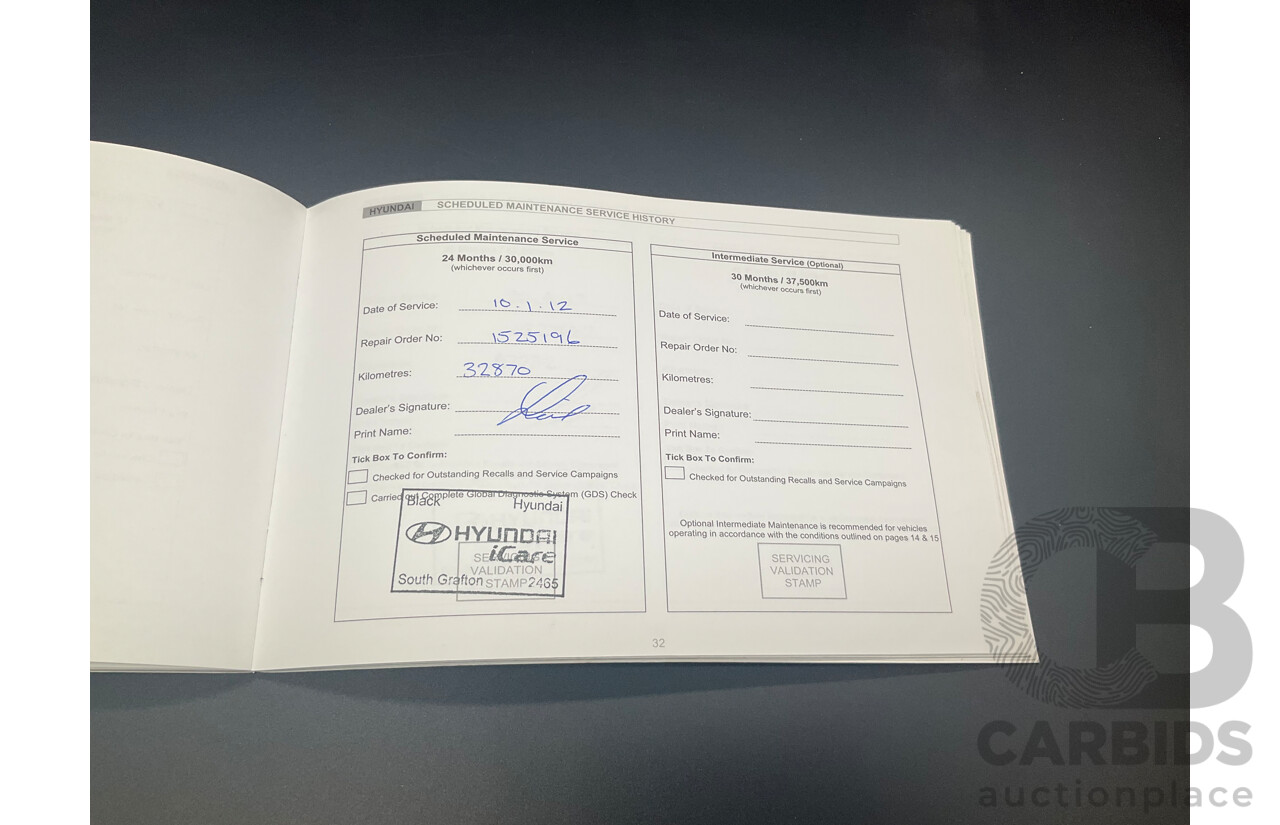 HYUNDAI SCHEDULED MAINTENANCE SERVICE HISTORY
Scheduled Maintenance Service
24 Months / 30,000km
(whichever occurs first)
Date of Service: 10.1.12
Repair Order No: 1525196
Kilometres: 32870
Dealer's Signature:
Print Name:
Tick Box To Confirm:
Checked for Outstanding Recalls and Service Campaigns
Carried out Complete Global Diagnostic System (GDS) Check
Black Hyundai
HYUNDAI
iCare
South Grafton 2465
SERVICING
VALIDATION
STAMP
Intermediate Service (Optional)
30 Months / 37,500km
(whichever occurs first)
Date of Service:
Repair Order No:
Kilometres:
Dealer's Signature:
Print Name:
Tick Box To Confirm:
Checked for Outstanding Recalls and Service Campaigns
Optional Intermediate Maintenance is recommended for vehicles
operating in accordance with the conditions outlined on pages 14 & 15
SERVICING
VALIDATION
STAMP
32
CB
CARBIDS
auctionplace